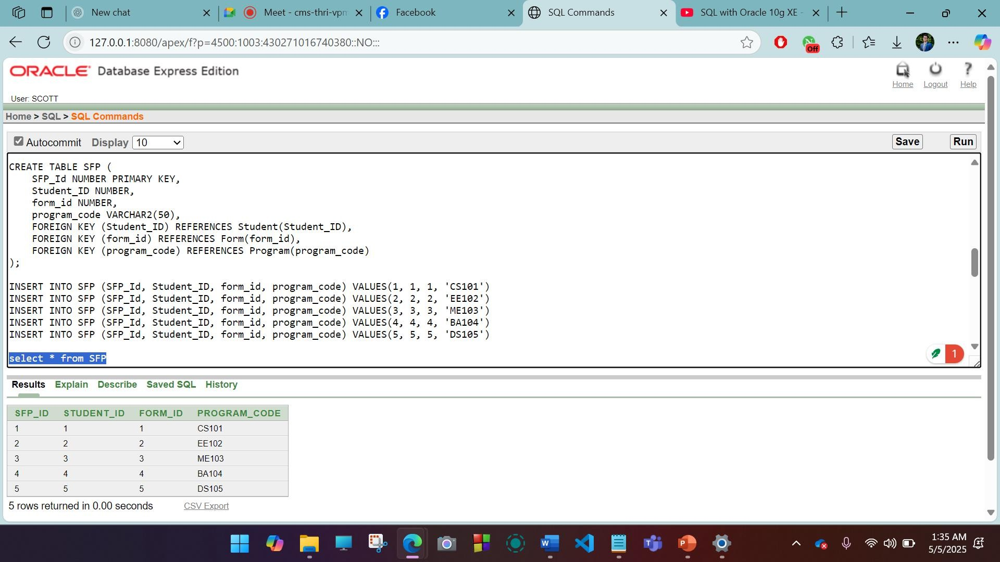 New chat
Meet - cms-thri-vpm
Facebook
SQL Commands
SQL with Oracle 10g XE -
127.0.0.1:8080/apex/f?p=4500:1003:430271016740380::NO:::
Off
ORACLE Database Express Edition
Home
Logout
Help
User: SCOTT
Home > SQL > SQL Commands
Autocommit Display 10
Save
Run
CREATE TABLE SFP (
SFP_Id NUMBER PRIMARY KEY,
Student_ID NUMBER,
form_id NUMBER,
program_code VARCHAR2(50),
FOREIGN KEY (Student_ID) REFERENCES Student(Student_ID),
FOREIGN KEY (form_id) REFERENCES Form(form_id),
FOREIGN KEY (program_code) REFERENCES Program(program_code)
);
INSERT INTO SFP (SFP_Id, Student_ID, form_id, program_code) VALUES(1, 1, 1, 'CS101')
INSERT INTO SFP (SFP_Id, Student_ID, form_id, program_code) VALUES(2, 2, 2, 'EE102')
INSERT INTO SFP (SFP_Id, Student_ID, form_id, program_code) VALUES(3, 3, 3, 'ME103')
INSERT INTO SFP (SFP_Id, Student_ID, form_id, program_code) VALUES(4, 4, 4, 'BA104')
INSERT INTO SFP (SFP_Id, Student_ID, form_id, program_code) VALUES(5, 5, 5, 'DS105')
select * from SFP
1
Results Explain Describe Saved SQL History
SFP_ID STUDENT_ID FORM_ID PROGRAM_CODE
1 1 1 CS101
2 2 2 EE102
3 3 3 ME103
4 4 4 BA104
5 5 5 DS105
5 rows returned in 0.00 seconds
CSV Export
1:35 AM
5/5/2025